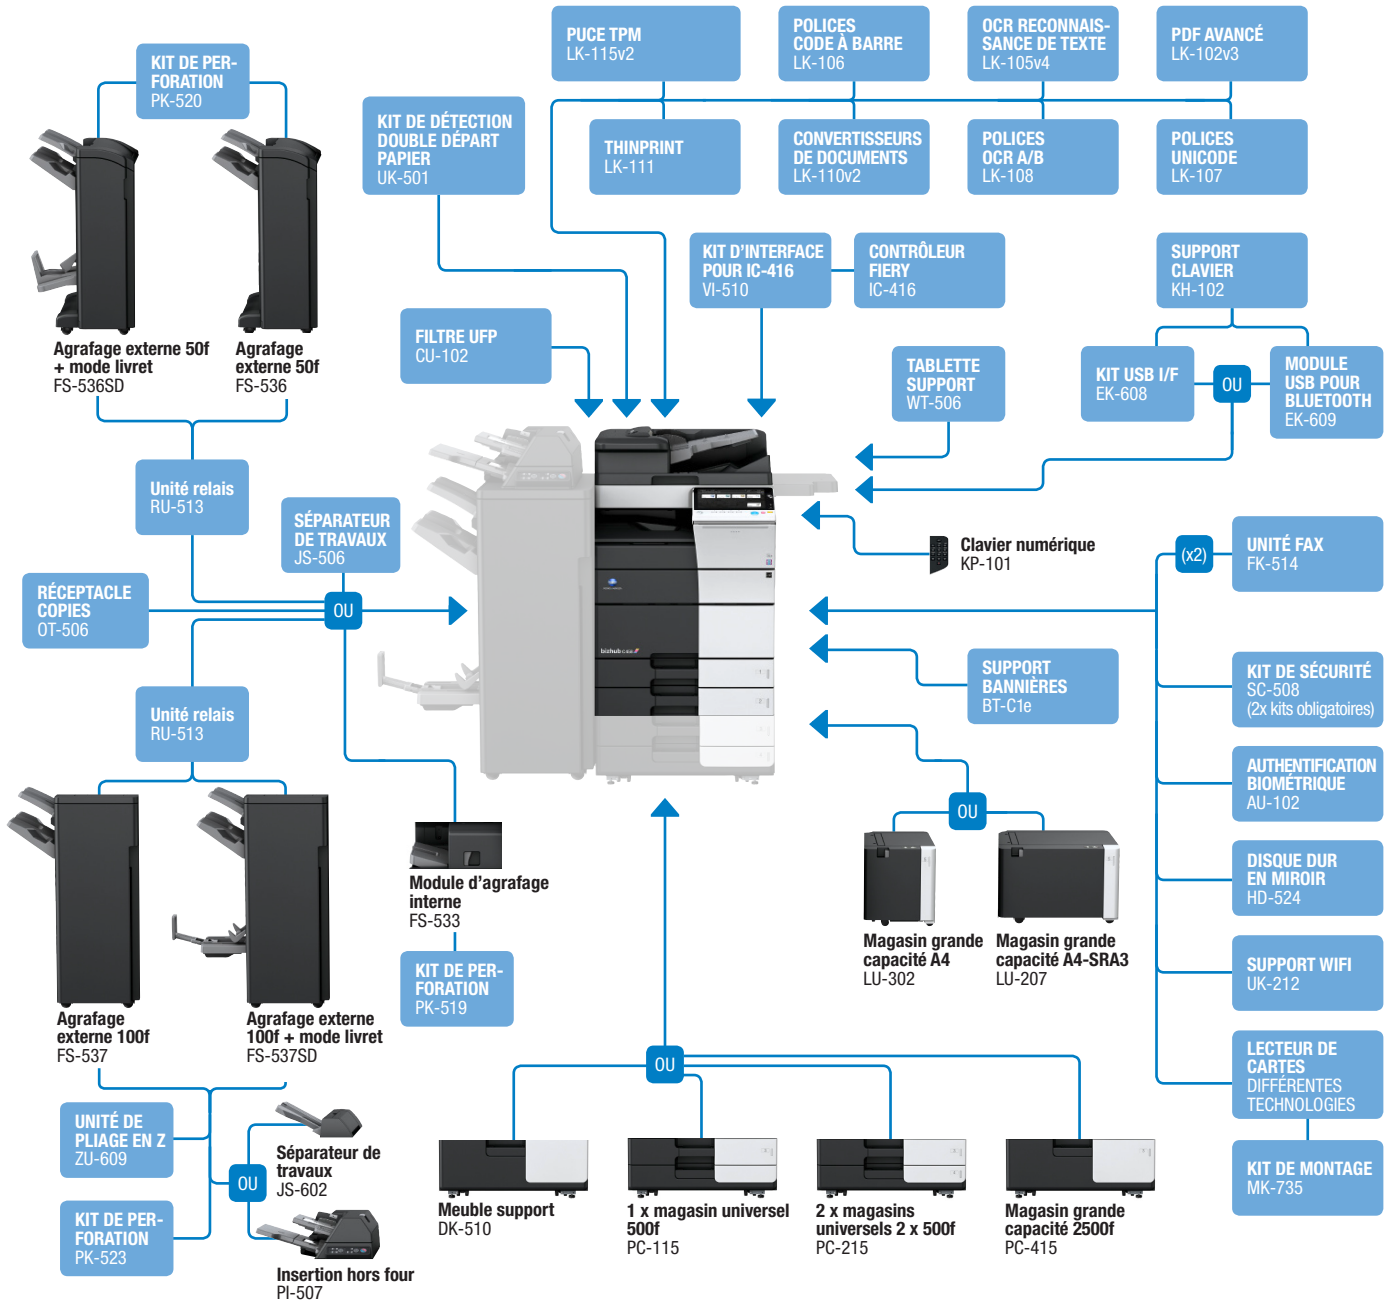 PUCE TPM
LK-115v2
POLICES
CODE À BARRE
LK-106
OCR RECONNAIS-
SANCE DE TEXTE
LK-105v4
PDF AVANCÉ
LK-102v3
KIT DE PER-
FORATION
PK-520
KIT DE DÉTECTION
DOUBLE DÉPART
PAPIER
UK-501
THINPRINT
LK-111
CONVERTISSEURS
DE DOCUMENTS
LK-110v2
POLICES
OCR A/B
LK-108
POLICES
UNICODE
LK-107
KIT D'INTERFACE
POUR IC-416
VI-510
CONTRÔLEUR
FIERY
IC-416
SUPPORT
CLAVIER
KH-102
Agrafage externe 50f
+ mode livret
FS-536SD
Agrafage
externe 50f
FS-536
FILTRE UFP
CU-102
TABLETTE
SUPPORT
WT-506
KIT USB I/F
EK-608
OU
MODULE
USB POUR
BLUETOOTH
EK-609
Unité relais
RU-513
SÉPARATEUR
DE TRAVAUX
JS-506
Clavier numérique
KP-101
(x2)
UNITÉ FAX
FK-514
RÉCEPTACLE
COPIES
OT-506
OU
bizhub
SUPPORT
BANNIÈRES
BT-C1e
KIT DE SÉCURITÉ
SC-508
(2x kits obligatoires)
Unité relais
RU-513
AUTHENTIFICATION
BIOMÉTRIQUE
AU-102
OU
DISQUE DUR
EN MIROIR
HD-524
Module d'agrafage
interne
FS-533
Magasin grande
capacité A4
LU-302
Magasin grande
capacité A4-SRA3
LU-207
KIT DE PER-
FORATION
PK-519
SUPPORT WIFI
UK-212
Agrafage
externe 100f
FS-537
Agrafage externe
100f + mode livret
FS-537SD
OU
LECTEUR DE
CARTES
DIFFÉRENTES
TECHNOLOGIES
UNITÉ DE
PLIAGE EN Z
ZU-609
Séparateur de
travaux
JS-602
OU
KIT DE MONTAGE
MK-735
KIT DE PER-
FORATION
PK-523
Meuble support
DK-510
1 x magasin universel
500f
PC-115
2 x magasins
universels 2 x 500f
PC-215
Magasin grande
capacité 2500f
PC-415
Insertion hors four
PI-507